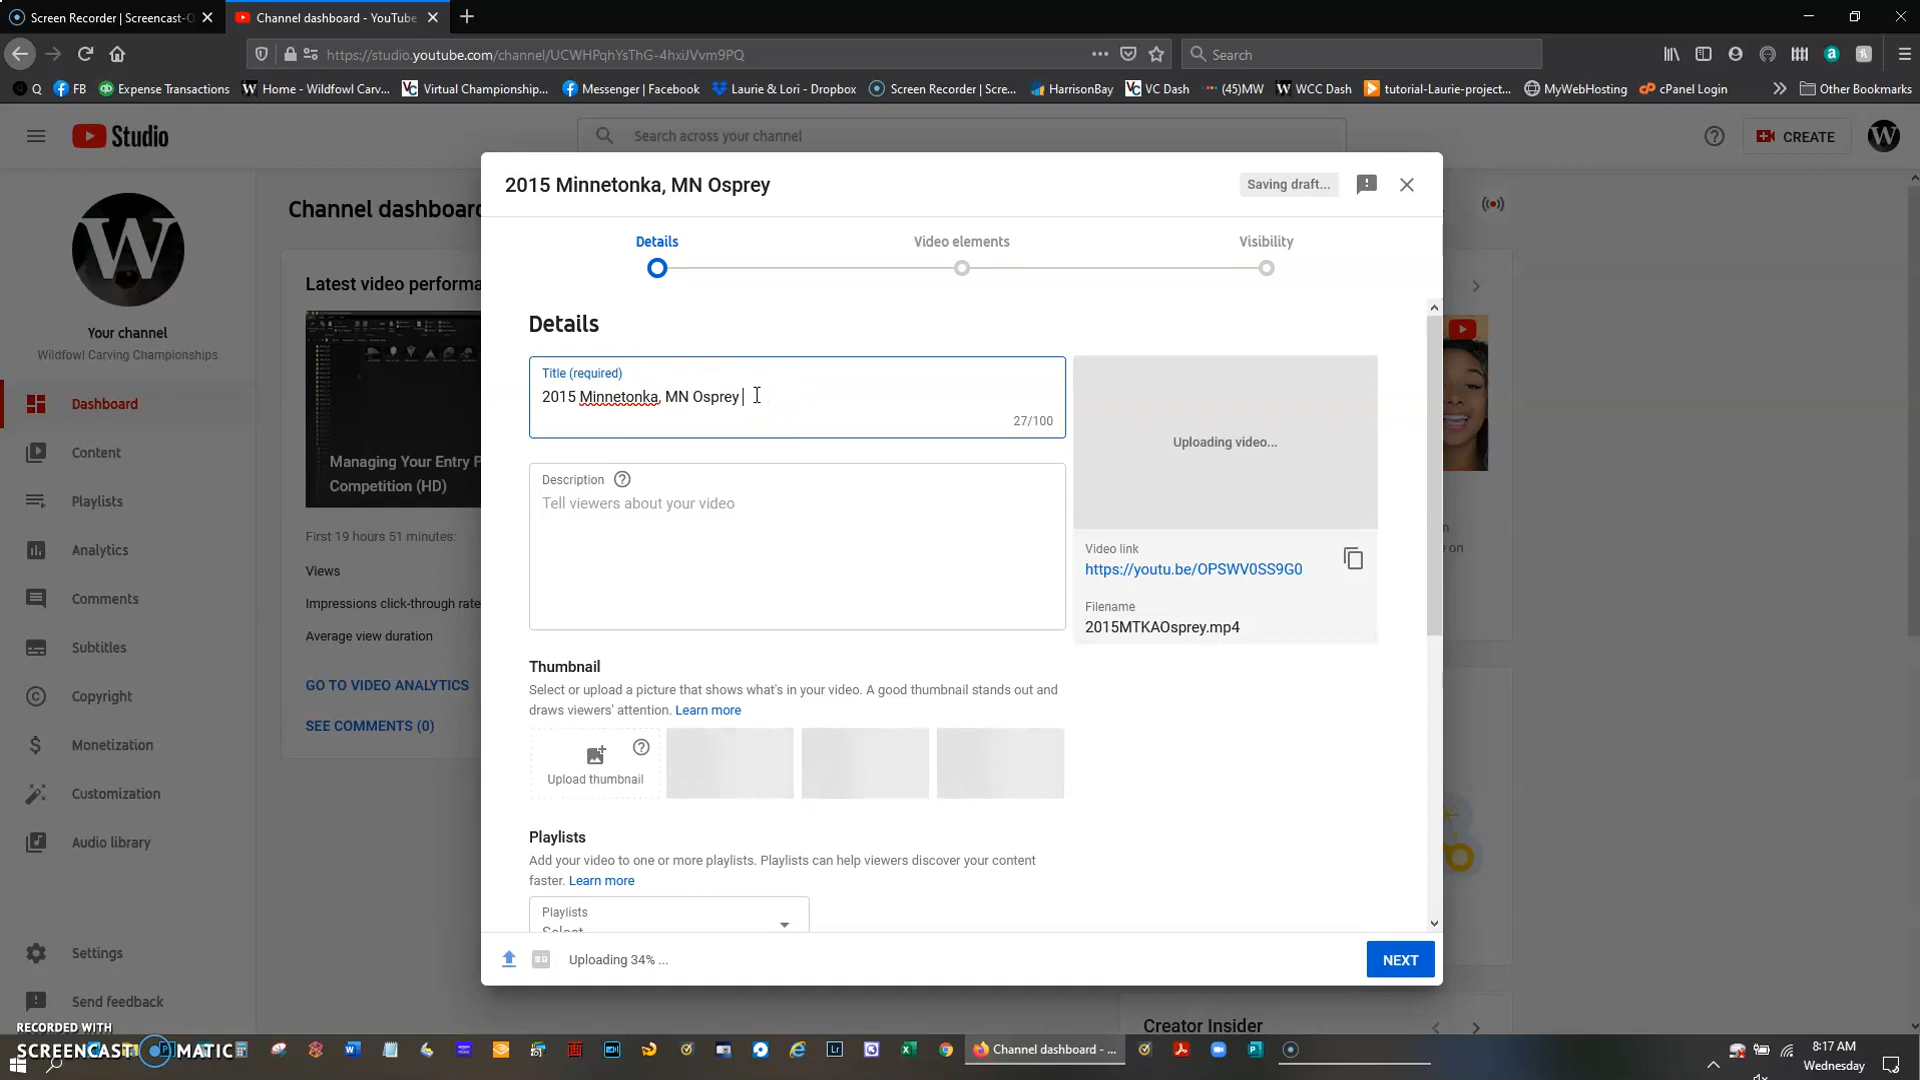 Screen Recorder | Screencast-O
Channel dashboard - YouTube
https://studio.youtube.com/channel/UCWHPqhYsThG-4hxiJVvm9PQ
Search
Q
FB
Expense Transactions
Home - Wildfowl Carv...
Virtual Championship...
Messenger | Facebook
Laurie & Lori - Dropbox
Screen Recorder | Scre...
HarrisonBay
VC Dash
(45)MW
WCC Dash
tutorial-Laurie-project...
MyWebHosting
cPanel Login
Other Bookmarks
Studio
Search across your channel
CREATE
W
Your channel
Wildfowl Carving Championships
Dashboard
Content
Playlists
Analytics
Comments
Subtitles
Copyright
Monetization
Customization
Audio library
Settings
Send feedback
Channel dashboard
Latest video performa
Managing Your Entry P
Competition (HD)
First 19 hours 51 minutes:
Views
Impressions click-through rate
Average view duration
GO TO VIDEO ANALYTICS
SEE COMMENTS (0)
2015 Minnetonka, MN Osprey
Saving draft...
Details
Video elements
Visibility
Details
Title (required)
2015 Minnetonka, MN Osprey
27/100
Description
Tell viewers about your video
Uploading video...
Video link
https://youtu.be/OPSWV0SS9G0
Filename
2015MTKAOsprey.mp4
Thumbnail
Select or upload a picture that shows what's in your video. A good thumbnail stands out and
draws viewers' attention. Learn more
Upload thumbnail
Playlists
Add your video to one or more playlists. Playlists can help viewers discover your content
faster. Learn more
Playlists
Select
Uploading 34% ...
NEXT
Creator Insider
RECORDED WITH
SCREENCAST MATIC
Channel dashboard - ...
8:17 AM
Wednesday